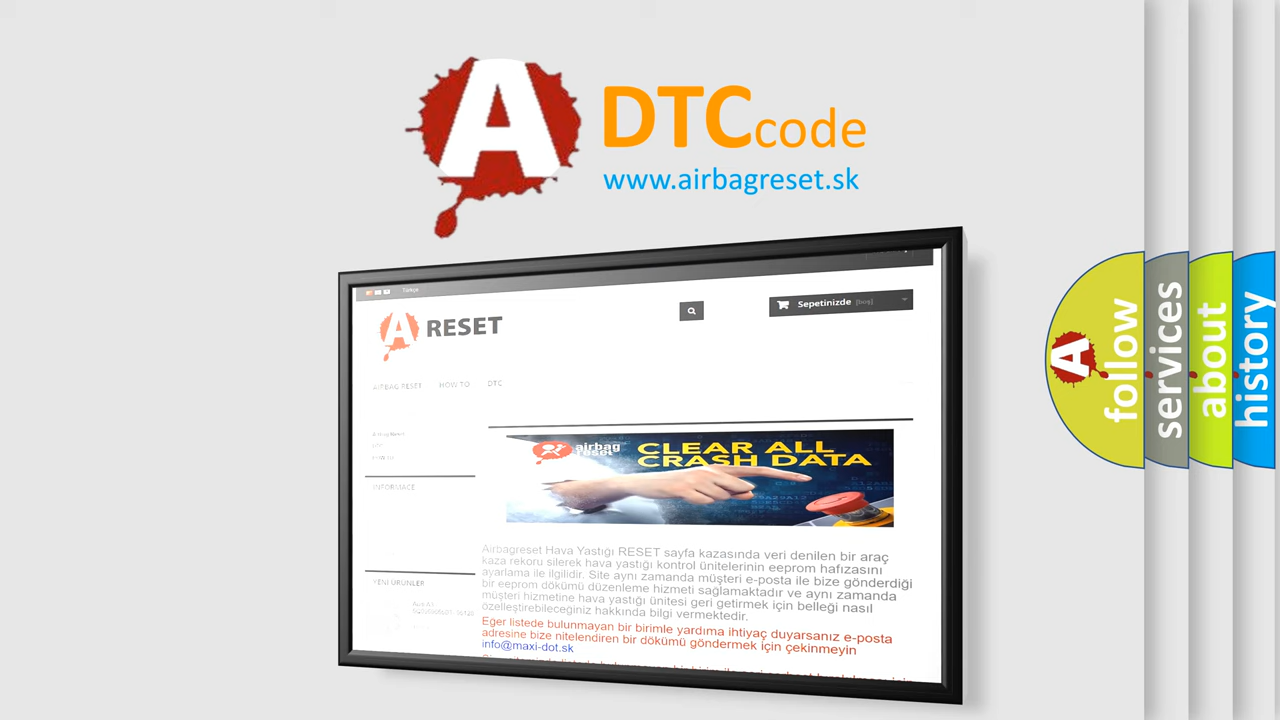 A DTC code
www.airbagreset.sk
Türkçe
A RESET
Sepetinizde [boş]
AIRBAG RESET HOW TO DTC
INFORMACE
airbag
reset
CLEAR ALL
CRASH DATA
Airbagreset Hava Yastığı RESET sayfa kazasında veri denilen bir araç
kaza rekoru silerek hava yastığı kontrol ünitelerinin eeprom hafızasını
ayarlama ile ilgilidir. Site aynı zamanda müşteri e-posta ile bize gönderdiği
bir eeprom dökümü düzenleme hizmeti sağlamaktadır ve aynı zamanda
müşteri hizmetine hava yastığı ünitesi geri getirmek için belleği nasıl
özelleştirebileceğiniz hakkında bilgi vermektedir.
Eğer listede bulunmayan bir birimle yardıma ihtiyaç duyarsanız e-posta
adresine bize nitelendiren bir dökümü göndermek için çekinmeyin
info@maxi-dot.sk
YENI ÜRÜNLER
A follow
services
about
history